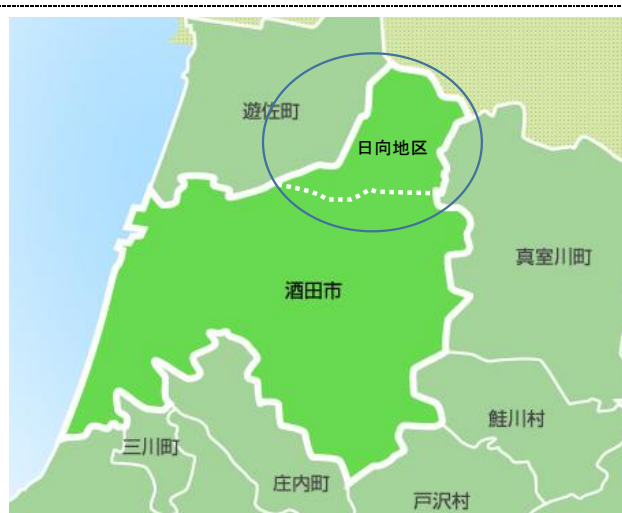 遊佐町
日向地区
真室川町
酒田市
鮭川村
三川町
庄内町
戸沢村